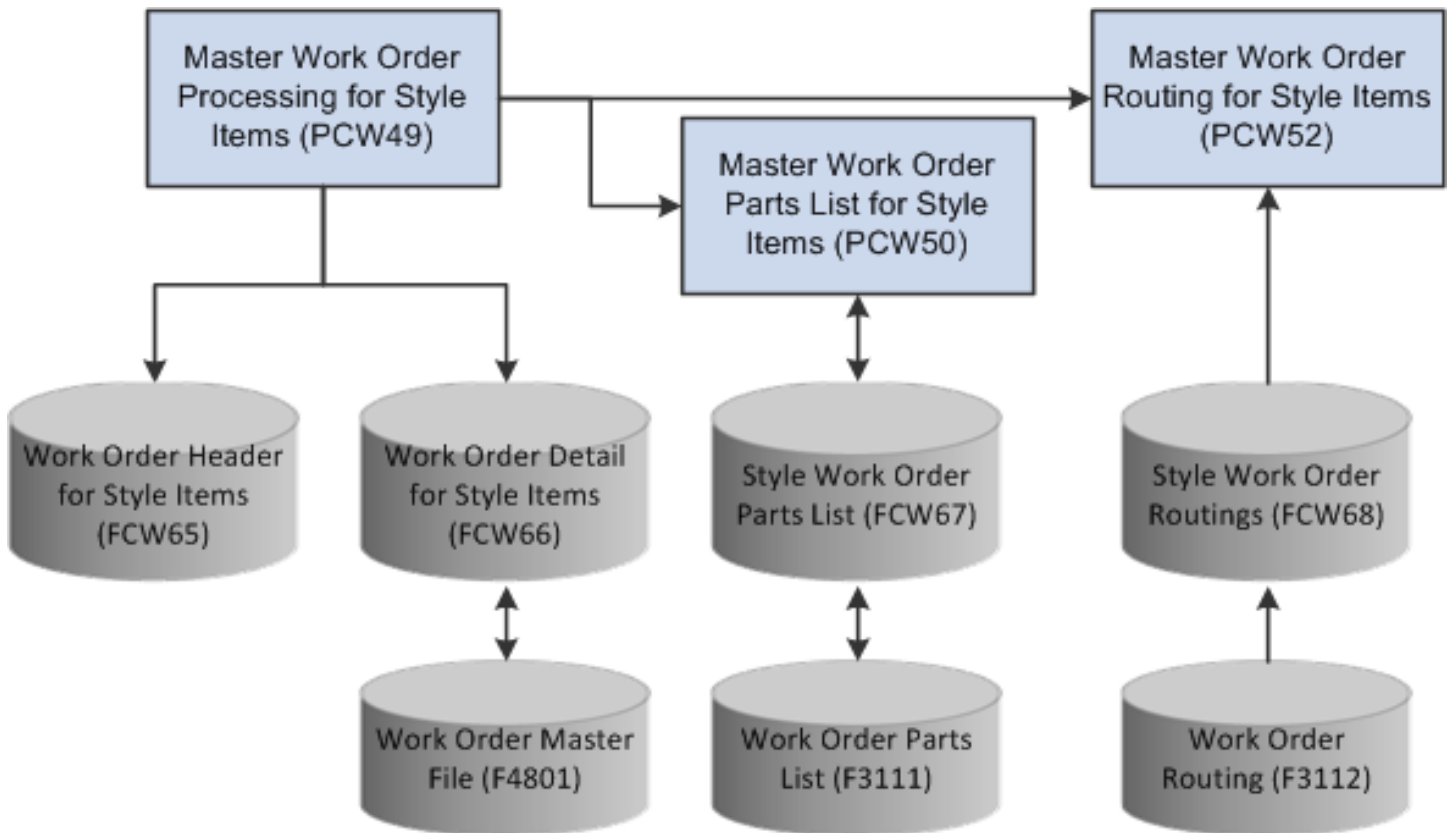 Master Work Order
Processing for Style
Items (PCW49)
Master Work Order
Parts List for Style
Items (PCW50)
Master Work Order
Routing for Style Items
(PCW52)
Work Order Header
for Style Items
(FCW65)
Work Order Detail
for Style Items
(FCW66)
Style Work Order
Parts List (FCW67)
Style Work Order
Routings (FCW68)
Work Order Master
File (F4801)
Work Order Parts
List (F3111)
Work Order
Routing (F3112)